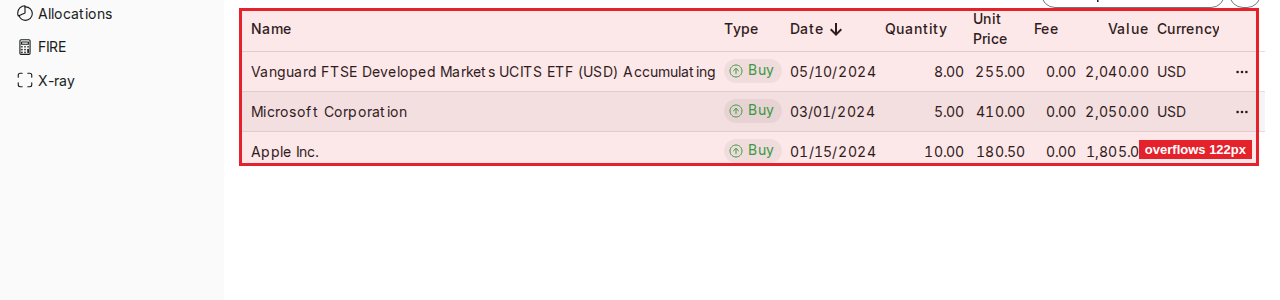 Allocations
FIRE
X-ray
Name Type Date Quantity Unit Price Fee Value Currency
Vanguard FTSE Developed Markets UCITS ETF (USD) Accumulating Buy 05/10/2024 8.00 255.00 0.00 2,040.00 USD ...
Microsoft Corporation Buy 03/01/2024 5.00 410.00 0.00 2,050.00 USD ...
Apple Inc. Buy 01/15/2024 10.00 180.50 0.00 1,805.0 overflows 122px